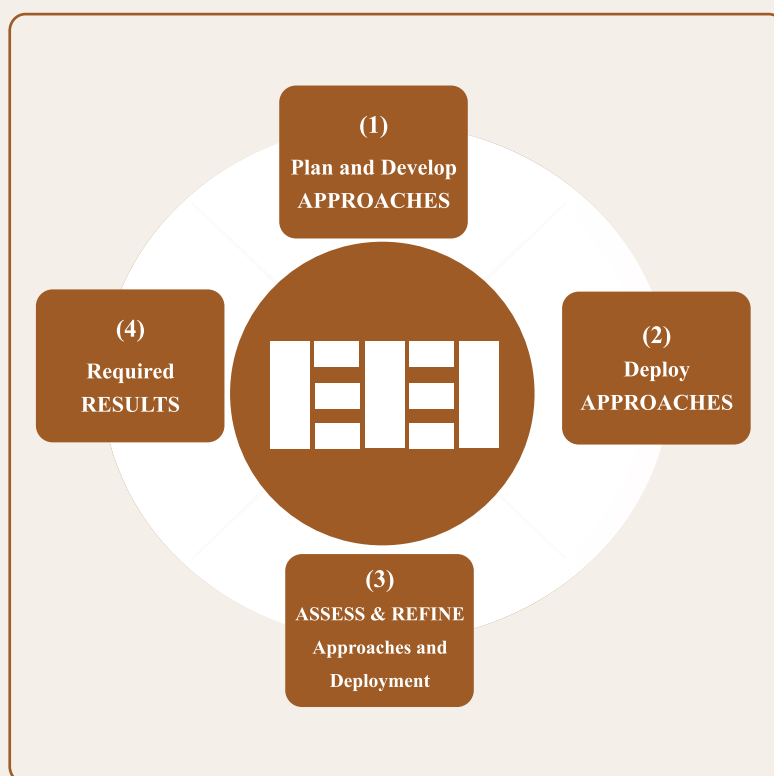 (1)
Plan and Develop
APPROACHES
(2)
Deploy
APPROACHES
(3)
ASSESS & REFINE
Approaches and
Deployment
(4)
Required
RESULTS